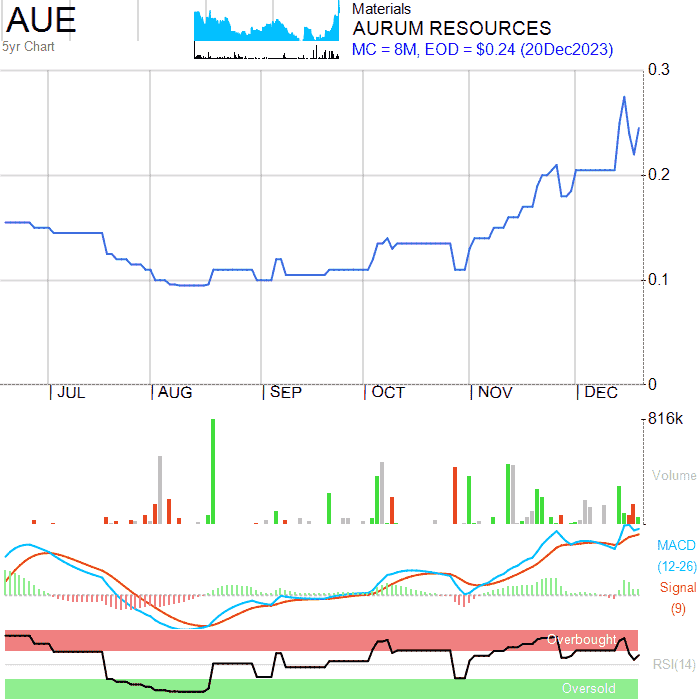 AUE
5yr Chart
Materials
AURUM RESOURCES
MC = 8M, EOD = $0.24 (20Dec2023)
0.3
0.2
0.1
0
JUL AUG SEP OCT NOV DEC
816k
Volume
MACD
(12-26)
Signal
(9)
Overbought
RSI(14)
Oversold